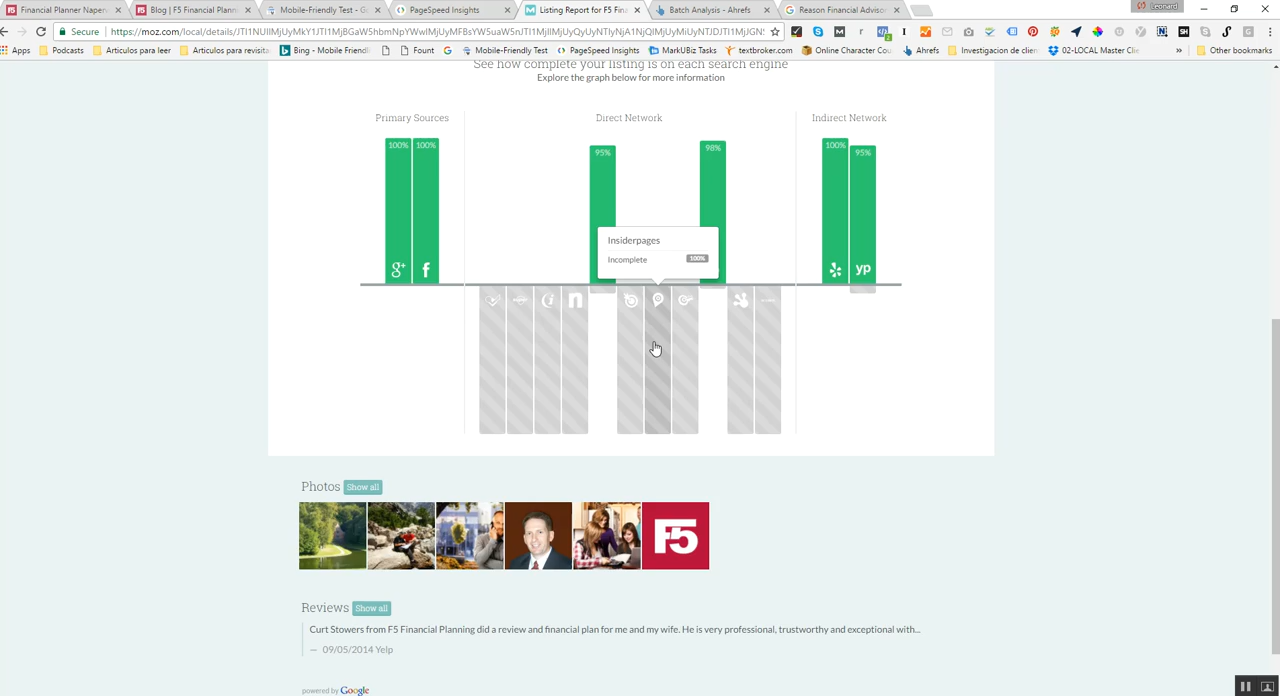 Financial Planner Naper
Blog | F5 Financial Plann
Mobile-Friendly Test - G
PageSpeed Insights
Listing Report for F5 Fin
Batch Analysis - Ahrefs
Reason Financial Advisor
Leonard
Secure
Apps
Podcasts
Articulos para leer
Articulos para revista
Bing - Mobile Friendl
Fount
Mobile-Friendly Test
PageSpeed Insights
MarkUBiz Tasks
textbroker.com
Online Character Cou
Ahrefs
Investigacion de clien
02-LOCAL Master Cli
Other bookmarks
See how complete your listing is on each search engine
Explore the graph below for more information
Primary Sources
Direct Network
Indirect Network
100%
100%
95%
98%
100%
95%
Insiderpages
Incomplete 100%
g+
f
yp
n
Photos Show all
F5
Reviews Show all
Curt Stowers from F5 Financial Planning did a review and financial plan for me and my wife. He is very professional, trustworthy and exceptional with...
— 09/05/2014 Yelp
powered by Google